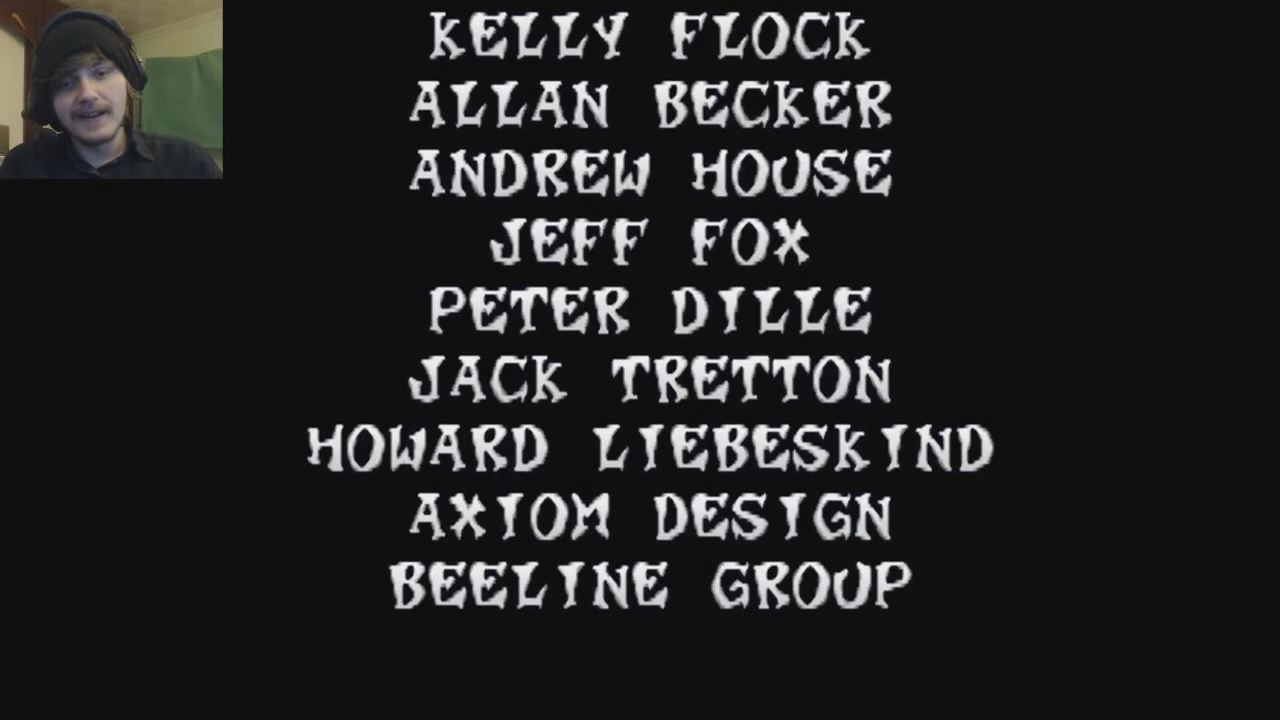 KELLY FLOCK
ALLAN BECKER
ANDREW HOUSE
JEFF FOX
PETER DILLE
JACK TRETTON
HOWARD LIEBESKIND
AXIOM DESIGN
BEELINE GROUP